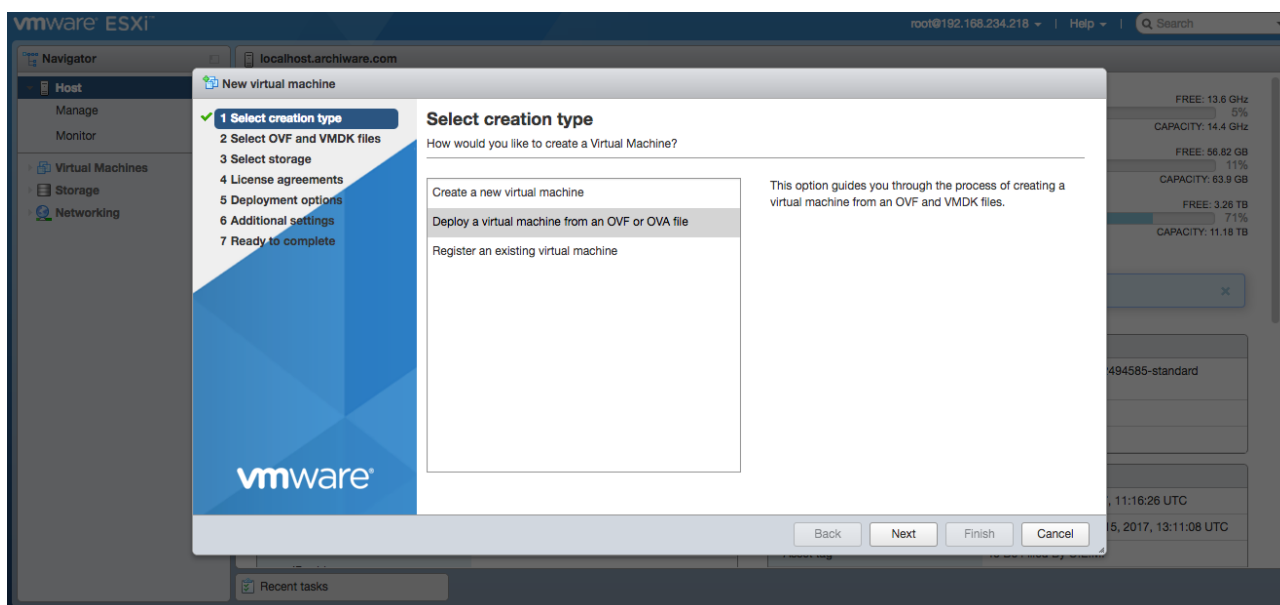 vmware ESXi™
root@192.168.234.218
Help
Search
Navigator
localhost.archiware.com
Host
Manage
Monitor
Virtual Machines
Storage
Networking
New virtual machine
1 Select creation type
2 Select OVF and VMDK files
3 Select storage
4 License agreements
5 Deployment options
6 Additional settings
7 Ready to complete
vmware®
Select creation type
How would you like to create a Virtual Machine?
Create a new virtual machine
Deploy a virtual machine from an OVF or OVA file
Register an existing virtual machine
This option guides you through the process of creating a
virtual machine from an OVF and VMDK files.
Back
Next
Finish
Cancel
FREE: 13.6 GHz
5%
CAPACITY: 14.4 GHz
FREE: 56.82 GB
11%
CAPACITY: 63.9 GB
FREE: 3.26 TB
71%
CAPACITY: 11.18 TB
494585-standard
, 11:16:26 UTC
15, 2017, 13:11:08 UTC
Recent tasks